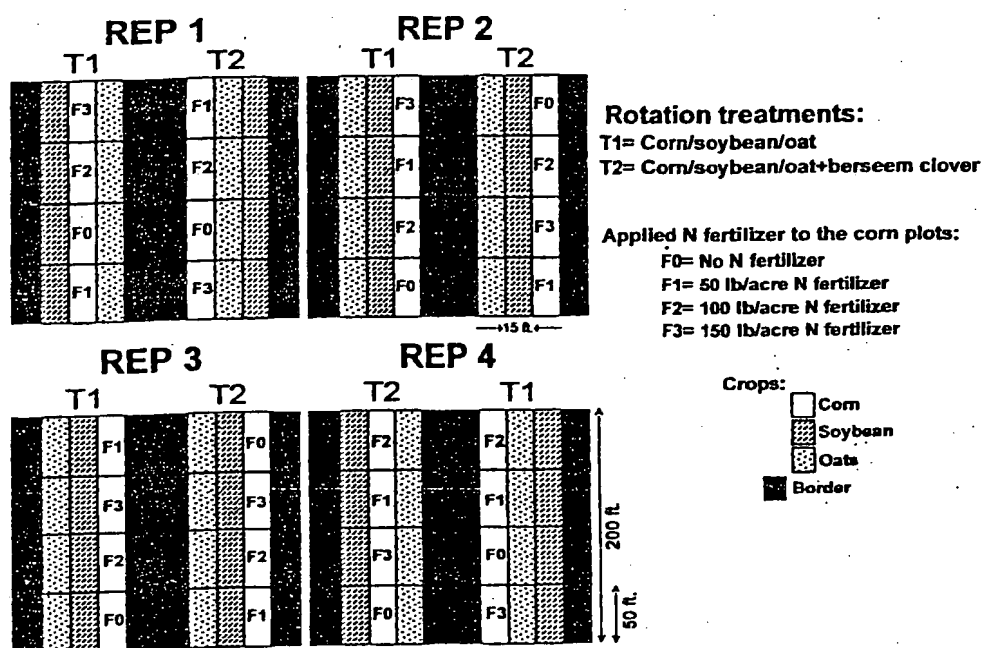 REP 1
REP 2
T1
T2
T1
T2
F3
F1
F3
F0
F2
F2
F1
F2
F0
F0
F2
F3
F1
F3
F0
F1
15 ft.
Rotation treatments:
T1= Corn/soybean/oat
T2= Corn/soybean/oat+berseem clover
Applied N fertilizer to the corn plots:
F0= No N fertilizer
F1= 50 lb/acre N fertilizer
F2= 100 lb/acre N fertilizer
F3= 150 lb/acre N fertilizer
REP 3
REP 4
T1
T2
T2
T1
F1
F0
F2
F2
F3
F3
F1
F1
F2
F2
F3
F0
F0
F1
F0
F3
200 ft.
50 ft.
Crops:
Corn
Soybean
Oats
Border